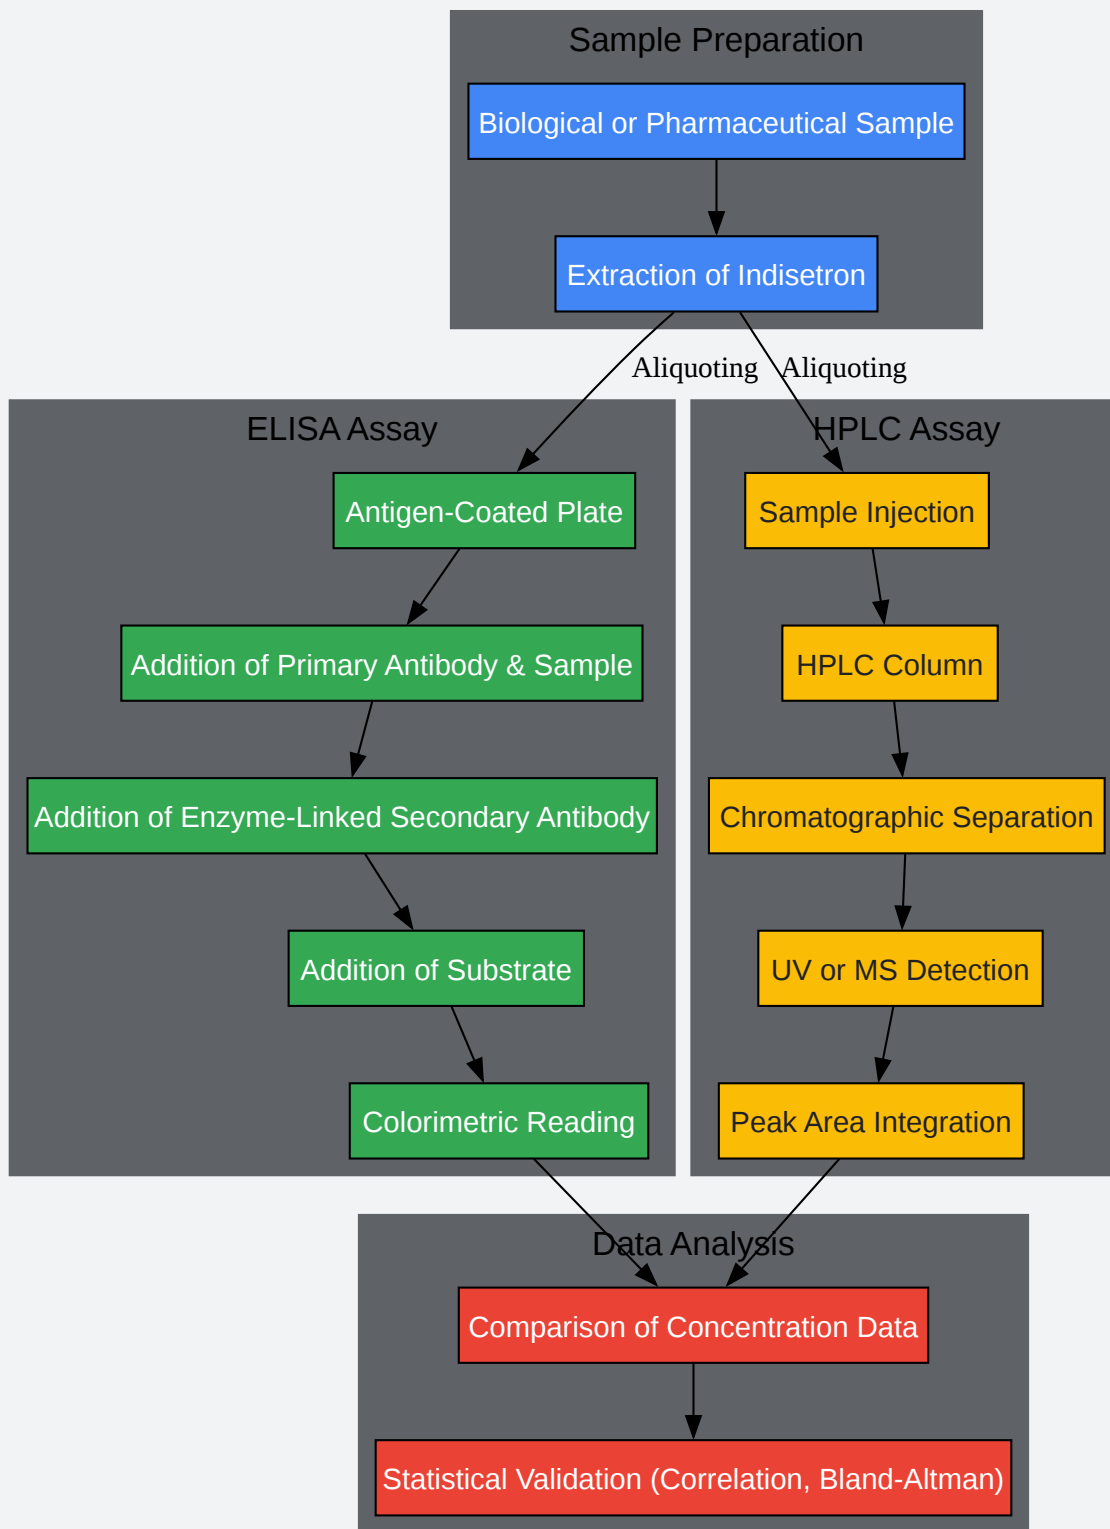 Sample Preparation
Biological or Pharmaceutical Sample
Extraction of Indisetron
Aliquoting
Aliquoting
ELISA Assay
Antigen-Coated Plate
Addition of Primary Antibody & Sample
Addition of Enzyme-Linked Secondary Antibody
Addition of Substrate
Colorimetric Reading
HPLC Assay
Sample Injection
HPLC Column
Chromatographic Separation
UV or MS Detection
Peak Area Integration
Data Analysis
Comparison of Concentration Data
Statistical Validation (Correlation, Bland-Altman)